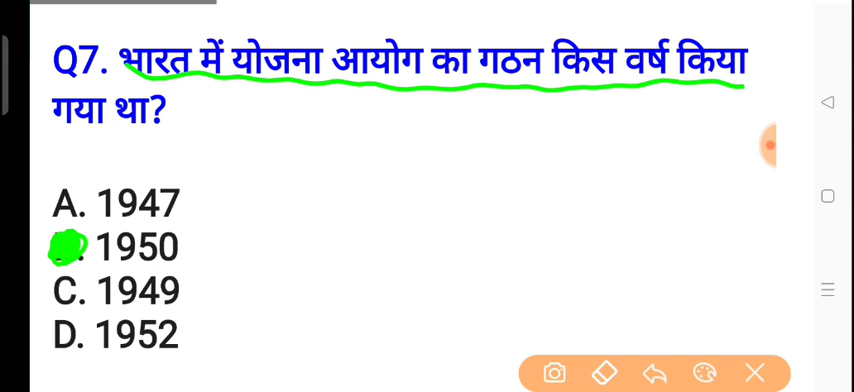 Q7. भारत में योजना आयोग का गठन किस वर्ष किया
गया था?
A. 1947
1950
C. 1949
D. 1952